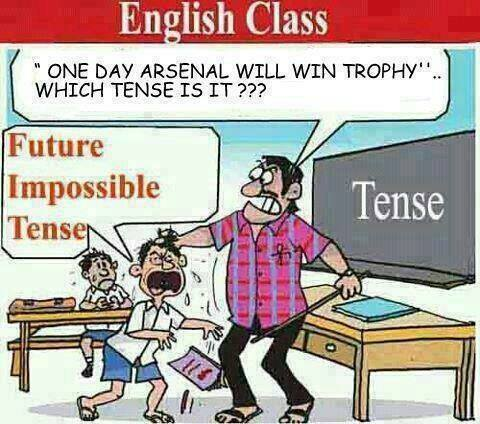 English Class
“ ONE DAY ARSENAL WILL WIN TROPHY''..
WHICH TENSE IS IT ???
Future
Impossible
Tense
Tense